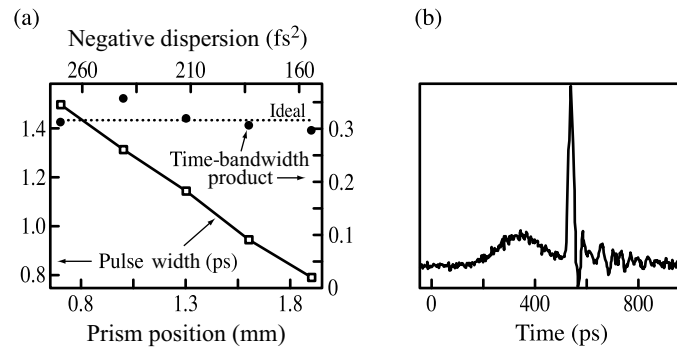 (a)
(b)
Negative dispersion (fs²)
260
210
160
Ideal
1.4
1.2
1.0
0.8
0.3
0.2
0.1
0
Time-bandwidth
product
Pulse width (ps)
0.8
1.3
1.8
Prism position (mm)
0
400
800
Time (ps)